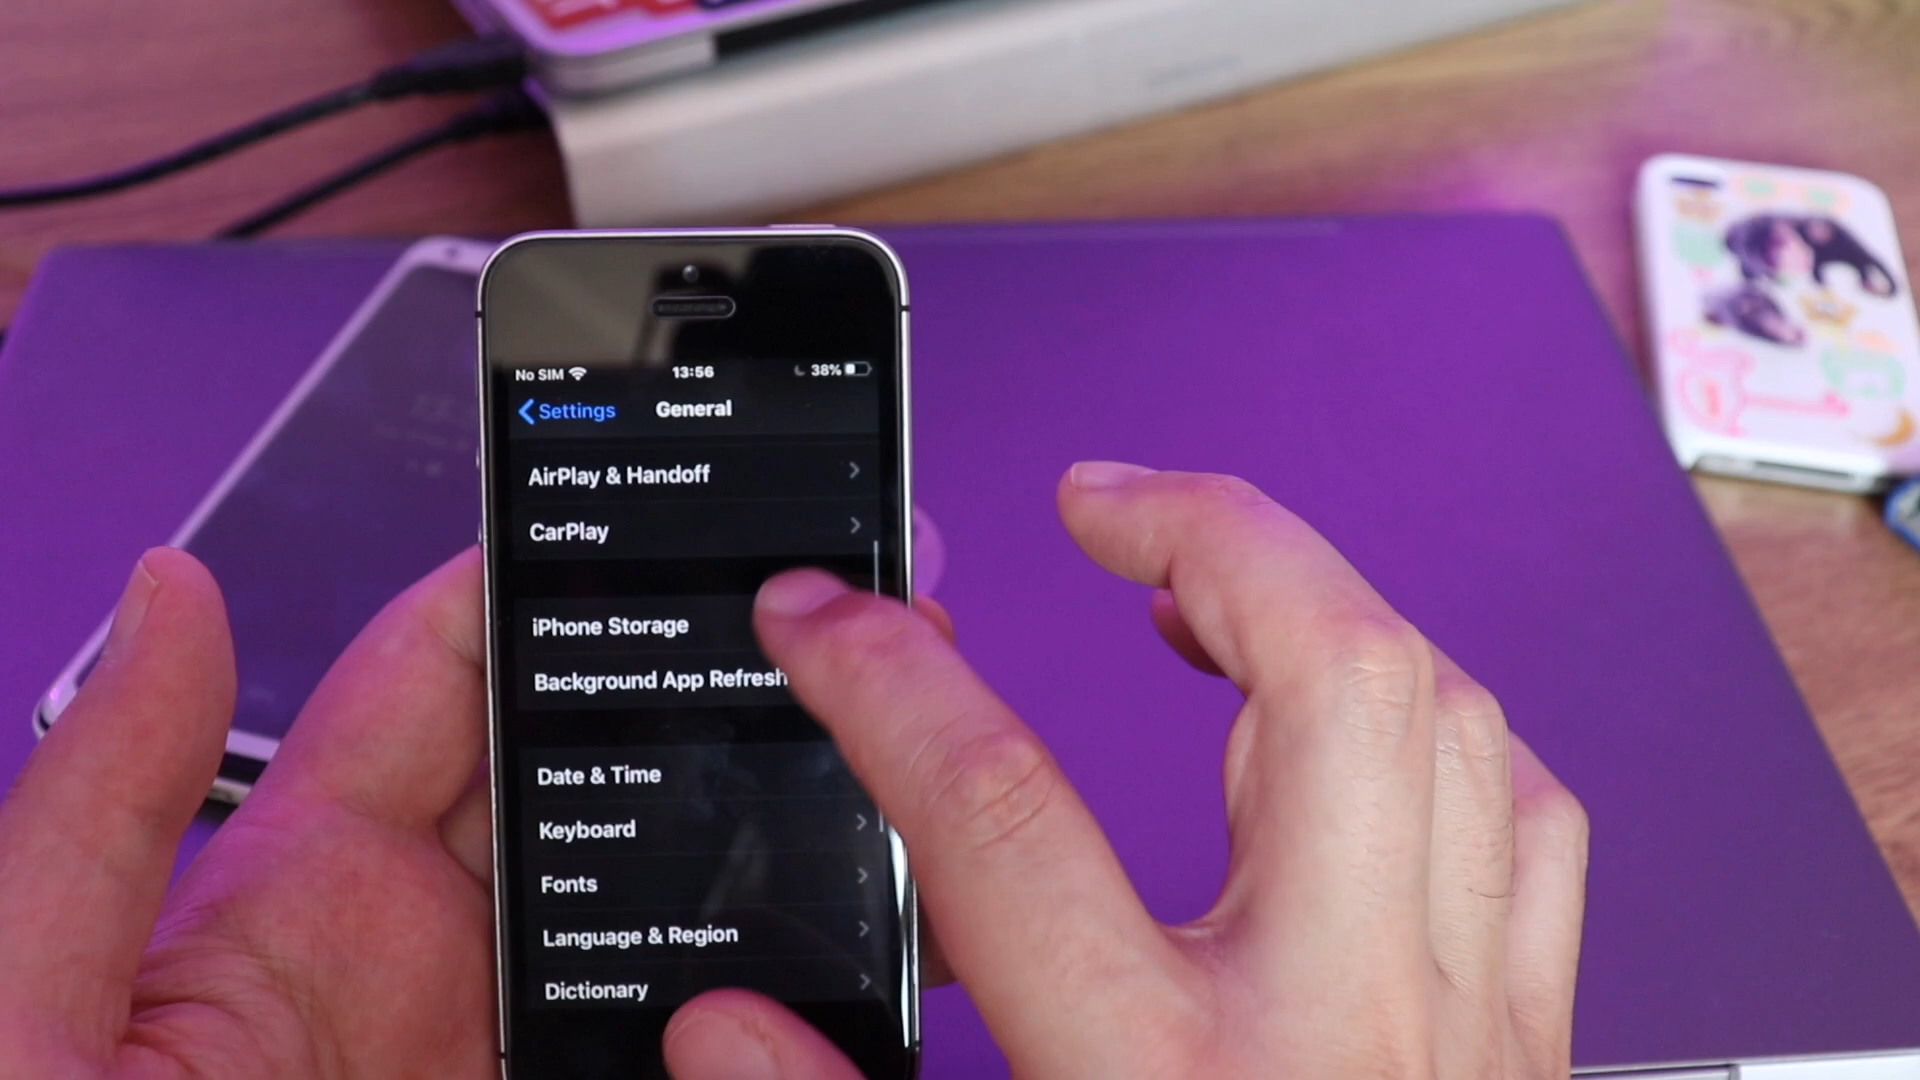 No SIM 13:56 38%
Settings General
AirPlay & Handoff
CarPlay
iPhone Storage
Background App Refresh
Date & Time
Keyboard
Fonts
Language & Region
Dictionary